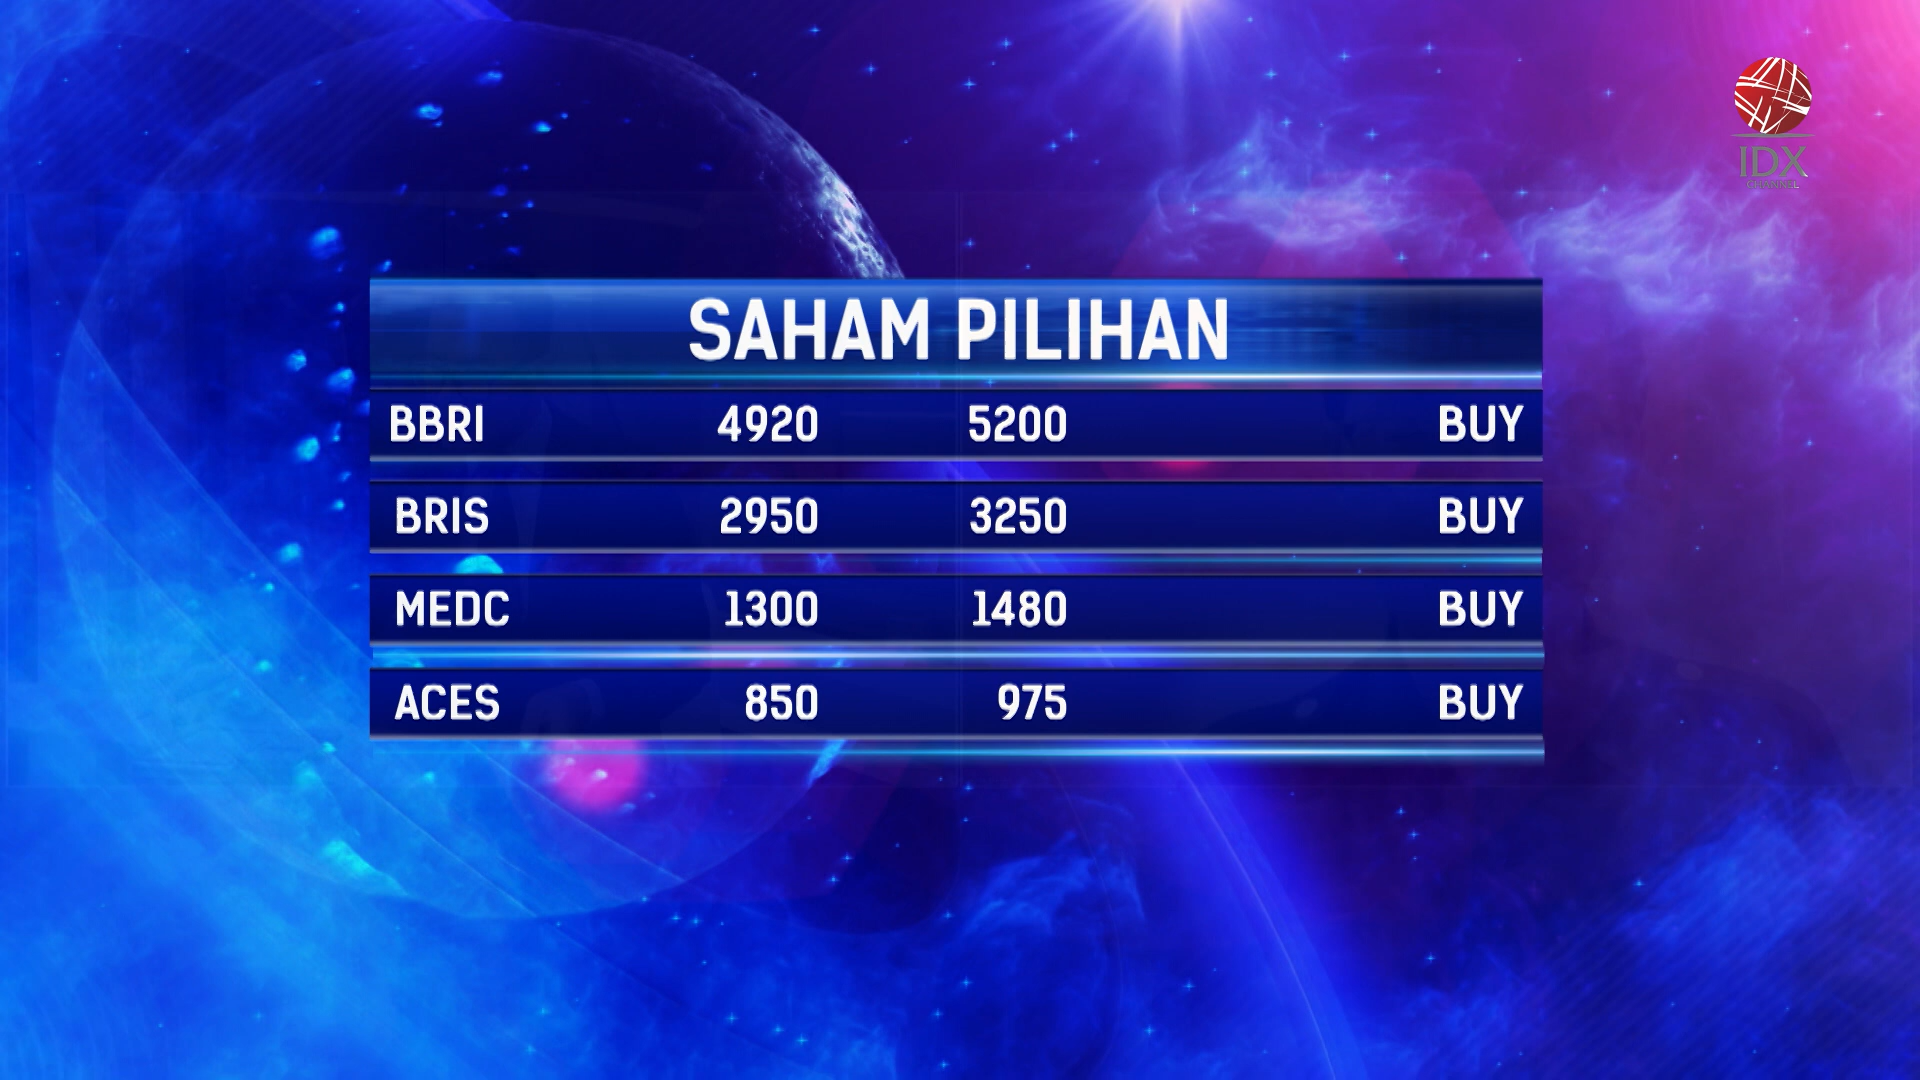 IDX
CHANNEL
SAHAM PILIHAN
BBRI 4920 5200 BUY
BRIS 2950 3250 BUY
MEDC 1300 1480 BUY
ACES 850 975 BUY